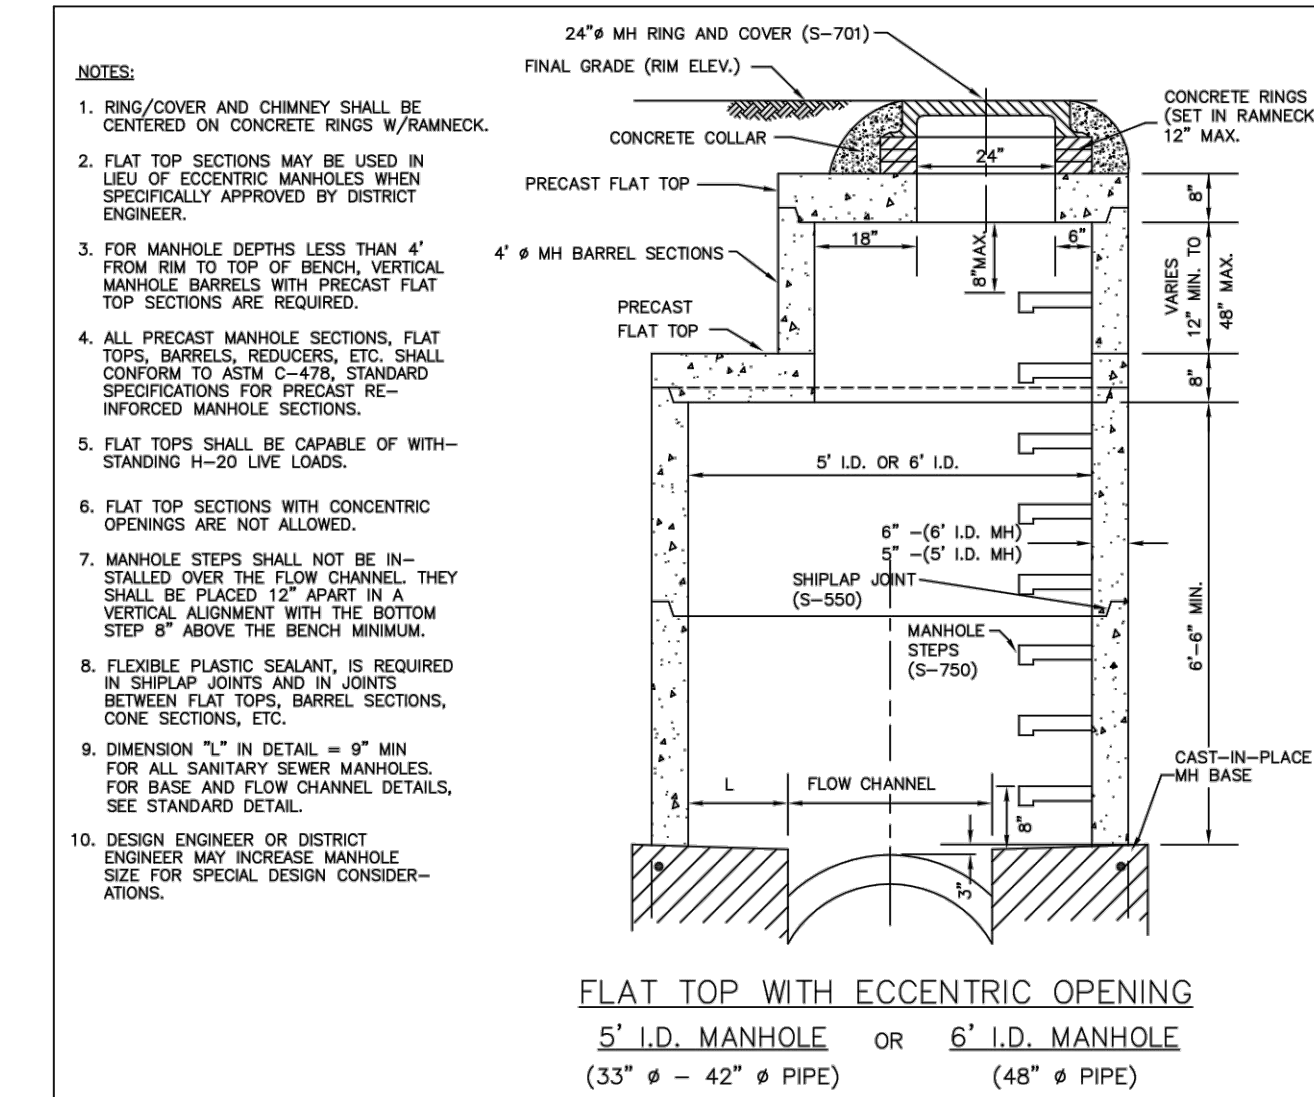 NOTES:
1. RING/COVER AND CHIMNEY SHALL BE
CENTERED ON CONCRETE RINGS W/RAMNECK.
2. FLAT TOP SECTIONS MAY BE USED IN
LIEU OF ECCENTRIC MANHOLES WHEN
SPECIFICALLY APPROVED BY DISTRICT
ENGINEER.
3. FOR MANHOLE DEPTHS LESS THAN 4'
FROM RIM TO TOP OF BENCH, VERTICAL
MANHOLE BARRELS WITH PRECAST FLAT
TOP SECTIONS ARE REQUIRED.
4. ALL PRECAST MANHOLE SECTIONS, FLAT
TOPS, BARRELS, REDUCERS, ETC. SHALL
CONFORM TO ASTM C-478, STANDARD
SPECIFICATIONS FOR PRECAST RE-
INFORCED MANHOLE SECTIONS.
5. FLAT TOPS SHALL BE CAPABLE OF WITH-
STANDING H-20 LIVE LOADS.
6. FLAT TOP SECTIONS WITH CONCENTRIC
OPENINGS ARE NOT ALLOWED.
7. MANHOLE STEPS SHALL NOT BE IN-
STALLED OVER THE FLOW CHANNEL. THEY
SHALL BE PLACED 12" APART IN A
VERTICAL ALIGNMENT WITH THE BOTTOM
STEP 8" ABOVE THE BENCH MINIMUM.
8. FLEXIBLE PLASTIC SEALANT, IS REQUIRED
IN SHIPLAP JOINTS AND IN JOINTS
BETWEEN FLAT TOPS, BARREL SECTIONS,
CONE SECTIONS, ETC.
9. DIMENSION "L" IN DETAIL = 9" MIN
FOR ALL SANITARY SEWER MANHOLES.
FOR BASE AND FLOW CHANNEL DETAILS,
SEE STANDARD DETAIL.
10. DESIGN ENGINEER OR DISTRICT
ENGINEER MAY INCREASE MANHOLE
SIZE FOR SPECIAL DESIGN CONSIDER-
ATIONS.
24"ø MH RING AND COVER (S-701)
FINAL GRADE (RIM ELEV.)
CONCRETE RINGS
(SET IN RAMNECK
12" MAX.
CONCRETE COLLAR
24"
PRECAST FLAT TOP
8"
18"
6"
4' ø MH BARREL SECTIONS
8"MAX.
VARIES
12" MIN. TO
48" MAX.
PRECAST
FLAT TOP
8"
5' I.D. OR 6' I.D.
6" -(6' I.D. MH)
5" -(5' I.D. MH)
SHIPLAP JOINT
(S-550)
MANHOLE
STEPS
(S-750)
6'-6" MIN.
CAST-IN-PLACE
MH BASE
L
FLOW CHANNEL
8"
3"
FLAT TOP WITH ECCENTRIC OPENING
5' I.D. MANHOLE OR 6' I.D. MANHOLE
(33" ø - 42" ø PIPE) (48" ø PIPE)